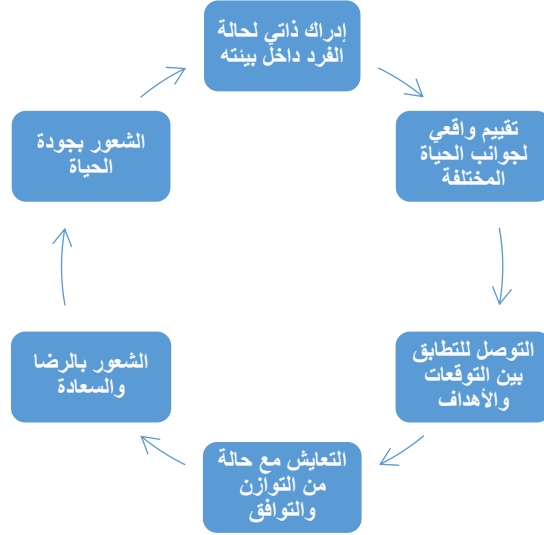 إدراك ذاتي لحالة
الفرد داخل بيئته
تقييم واقعي
لجوانب الحياة
المختلفة
التوصل للتطابق
بين التوقعات
والأهداف
التعايش مع حالة
من التوازن
والتوافق
الشعور بالرضا
والسعادة
الشعور بجودة
الحياة